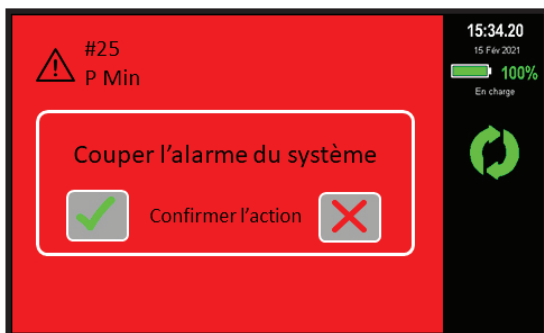 #25
P Min
Couper l'alarme du système
Confirmer l'action
15:34.20
15 Fév 2021
100%
En charge